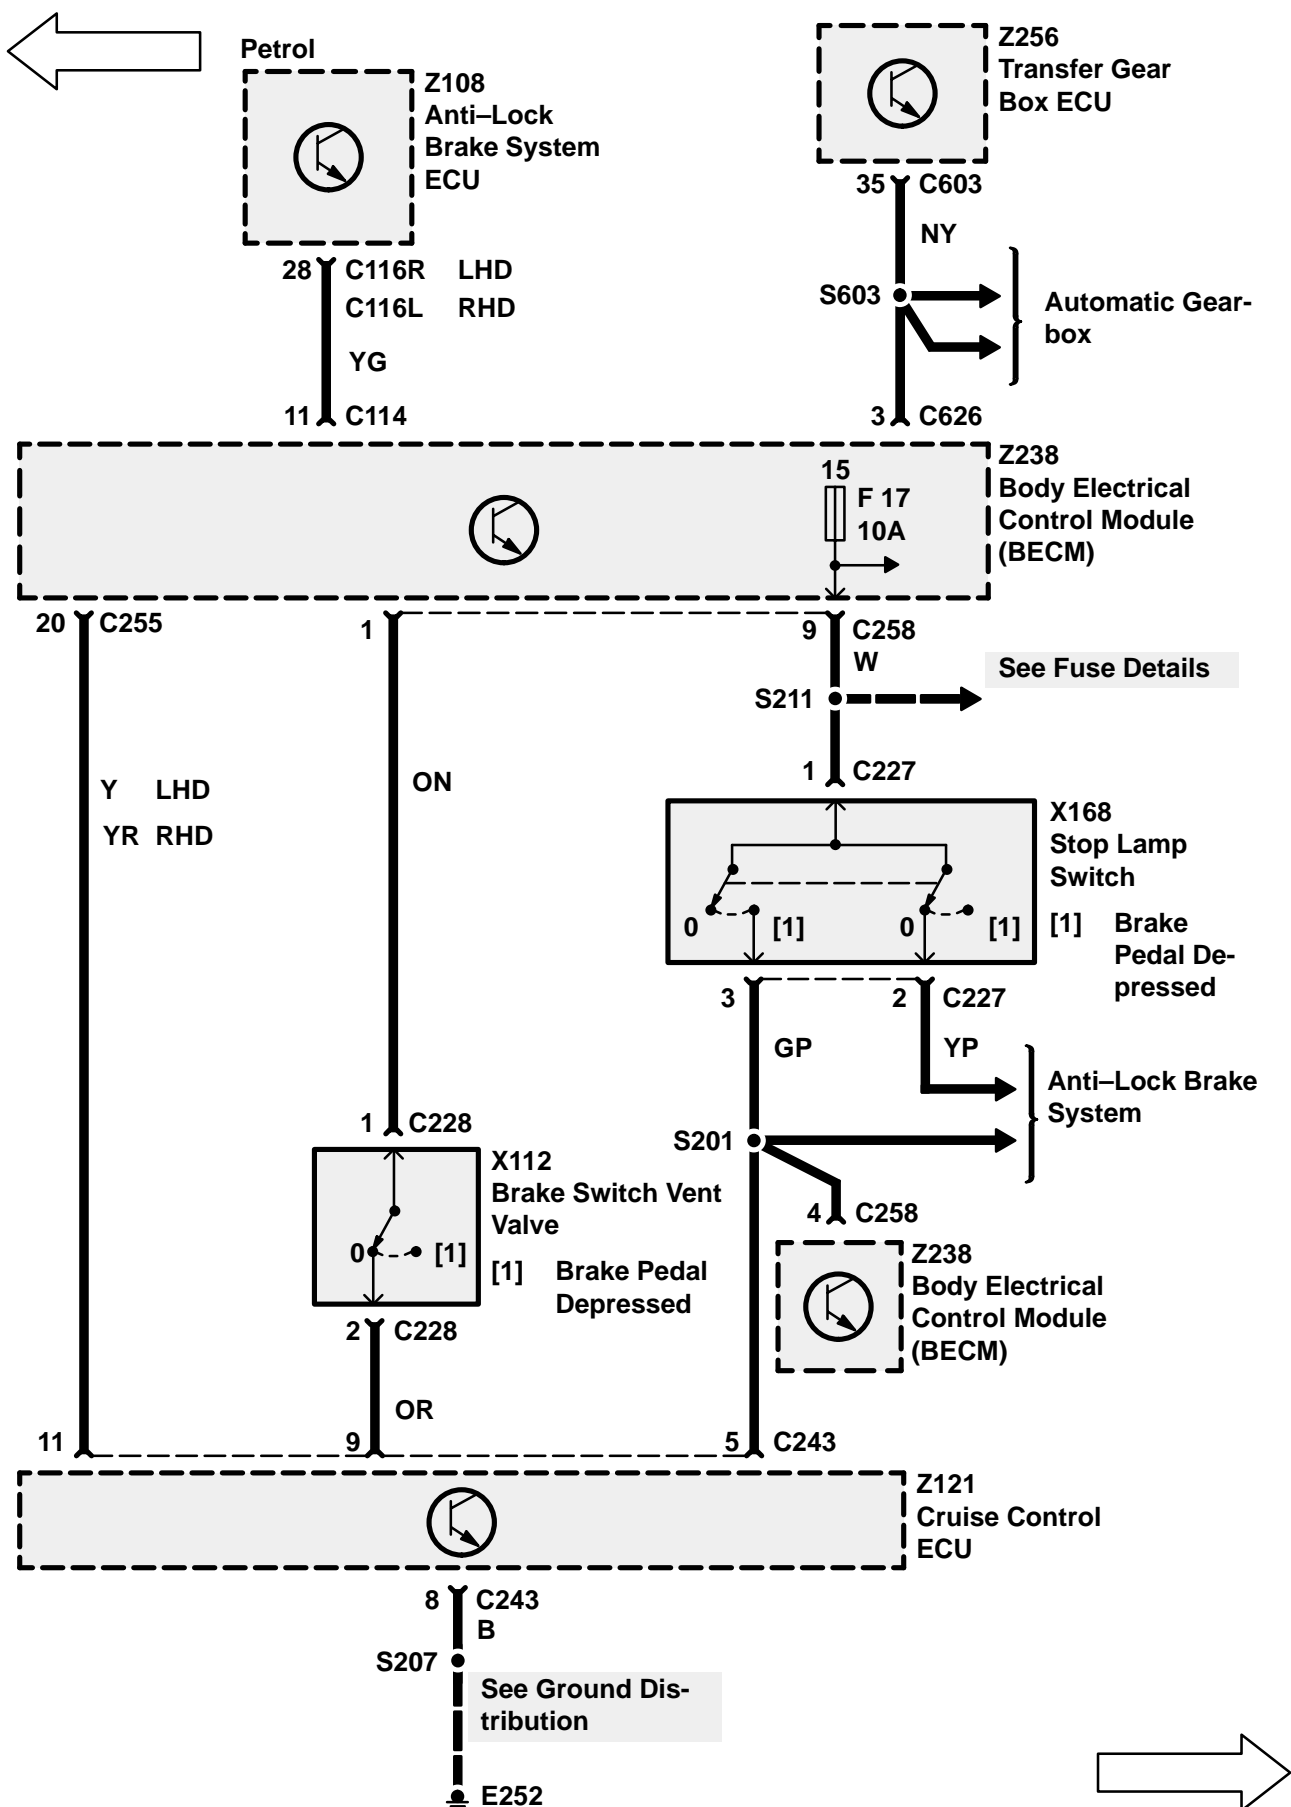 Petrol
Z108
Anti–Lock
Brake System
ECU
Z256
Transfer Gear
Box ECU
35 C603
NY
28 C116R LHD
C116L RHD
S603
Automatic Gear-
box
YG
11 C114
3 C626
Z238
Body Electrical
Control Module
(BECM)
15
F 17
10A
20 C255
1
9 C258
W
See Fuse Details
S211
1 C227
Y LHD
YR RHD
ON
X168
Stop Lamp
Switch
[1] Brake
Pedal De-
pressed
0 [1] 0 [1]
3
2 C227
GP
YP
Anti–Lock Brake
System
S201
1 C228
X112
Brake Switch Vent
Valve
[1] Brake Pedal
Depressed
0 [1]
4 C258
Z238
Body Electrical
Control Module
(BECM)
2 C228
OR
11
9
5 C243
Z121
Cruise Control
ECU
8 C243
B
S207
See Ground Dis-
tribution
E252